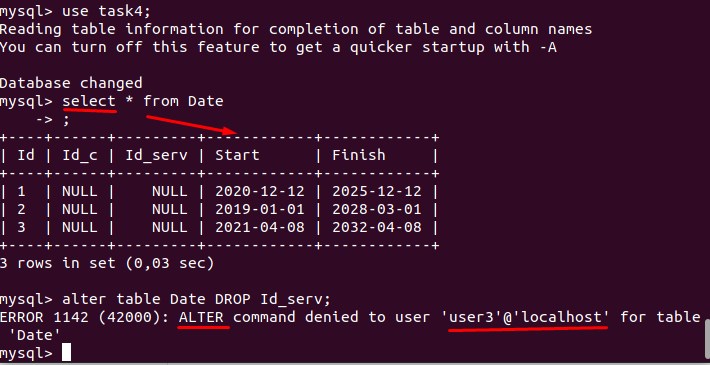 mysql> use task4;
Reading table information for completion of table and column names
You can turn off this feature to get a quicker startup with -A
Database changed
mysql> select * from Date
    -> ;
+----+------+---------+------------+------------+
| Id | Id_c | Id_serv | Start      | Finish     |
+----+------+---------+------------+------------+
| 1  | NULL |    NULL | 2020-12-12 | 2025-12-12 |
| 2  | NULL |    NULL | 2019-01-01 | 2028-03-01 |
| 3  | NULL |    NULL | 2021-04-08 | 2032-04-08 |
+----+------+---------+------------+------------+
3 rows in set (0,03 sec)
mysql> alter table Date DROP Id_serv;
ERROR 1142 (42000): ALTER command denied to user 'user3'@'localhost' for table
 'Date'
mysql>